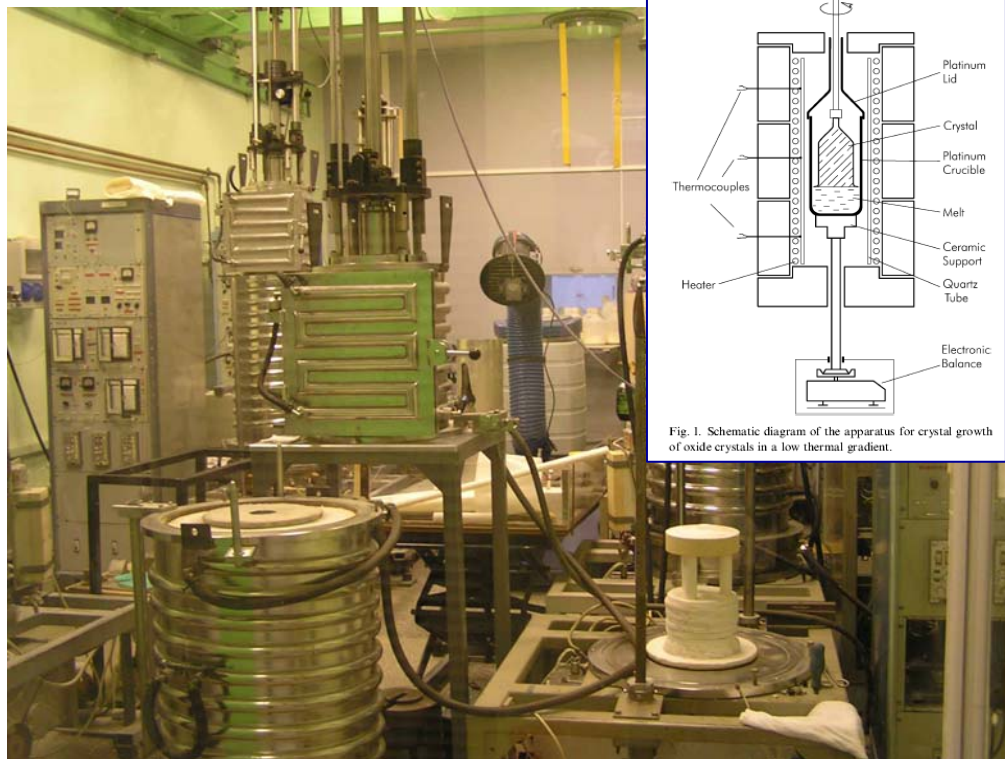 Platinum
Lid
Crystal
Platinum
Crucible
Thermocouples
Melt
Ceramic
Support
Heater
Quartz
Tube
Electronic
Balance
Fig. 1. Schematic diagram of the apparatus for crystal growth
of oxide crystals in a low thermal gradient.